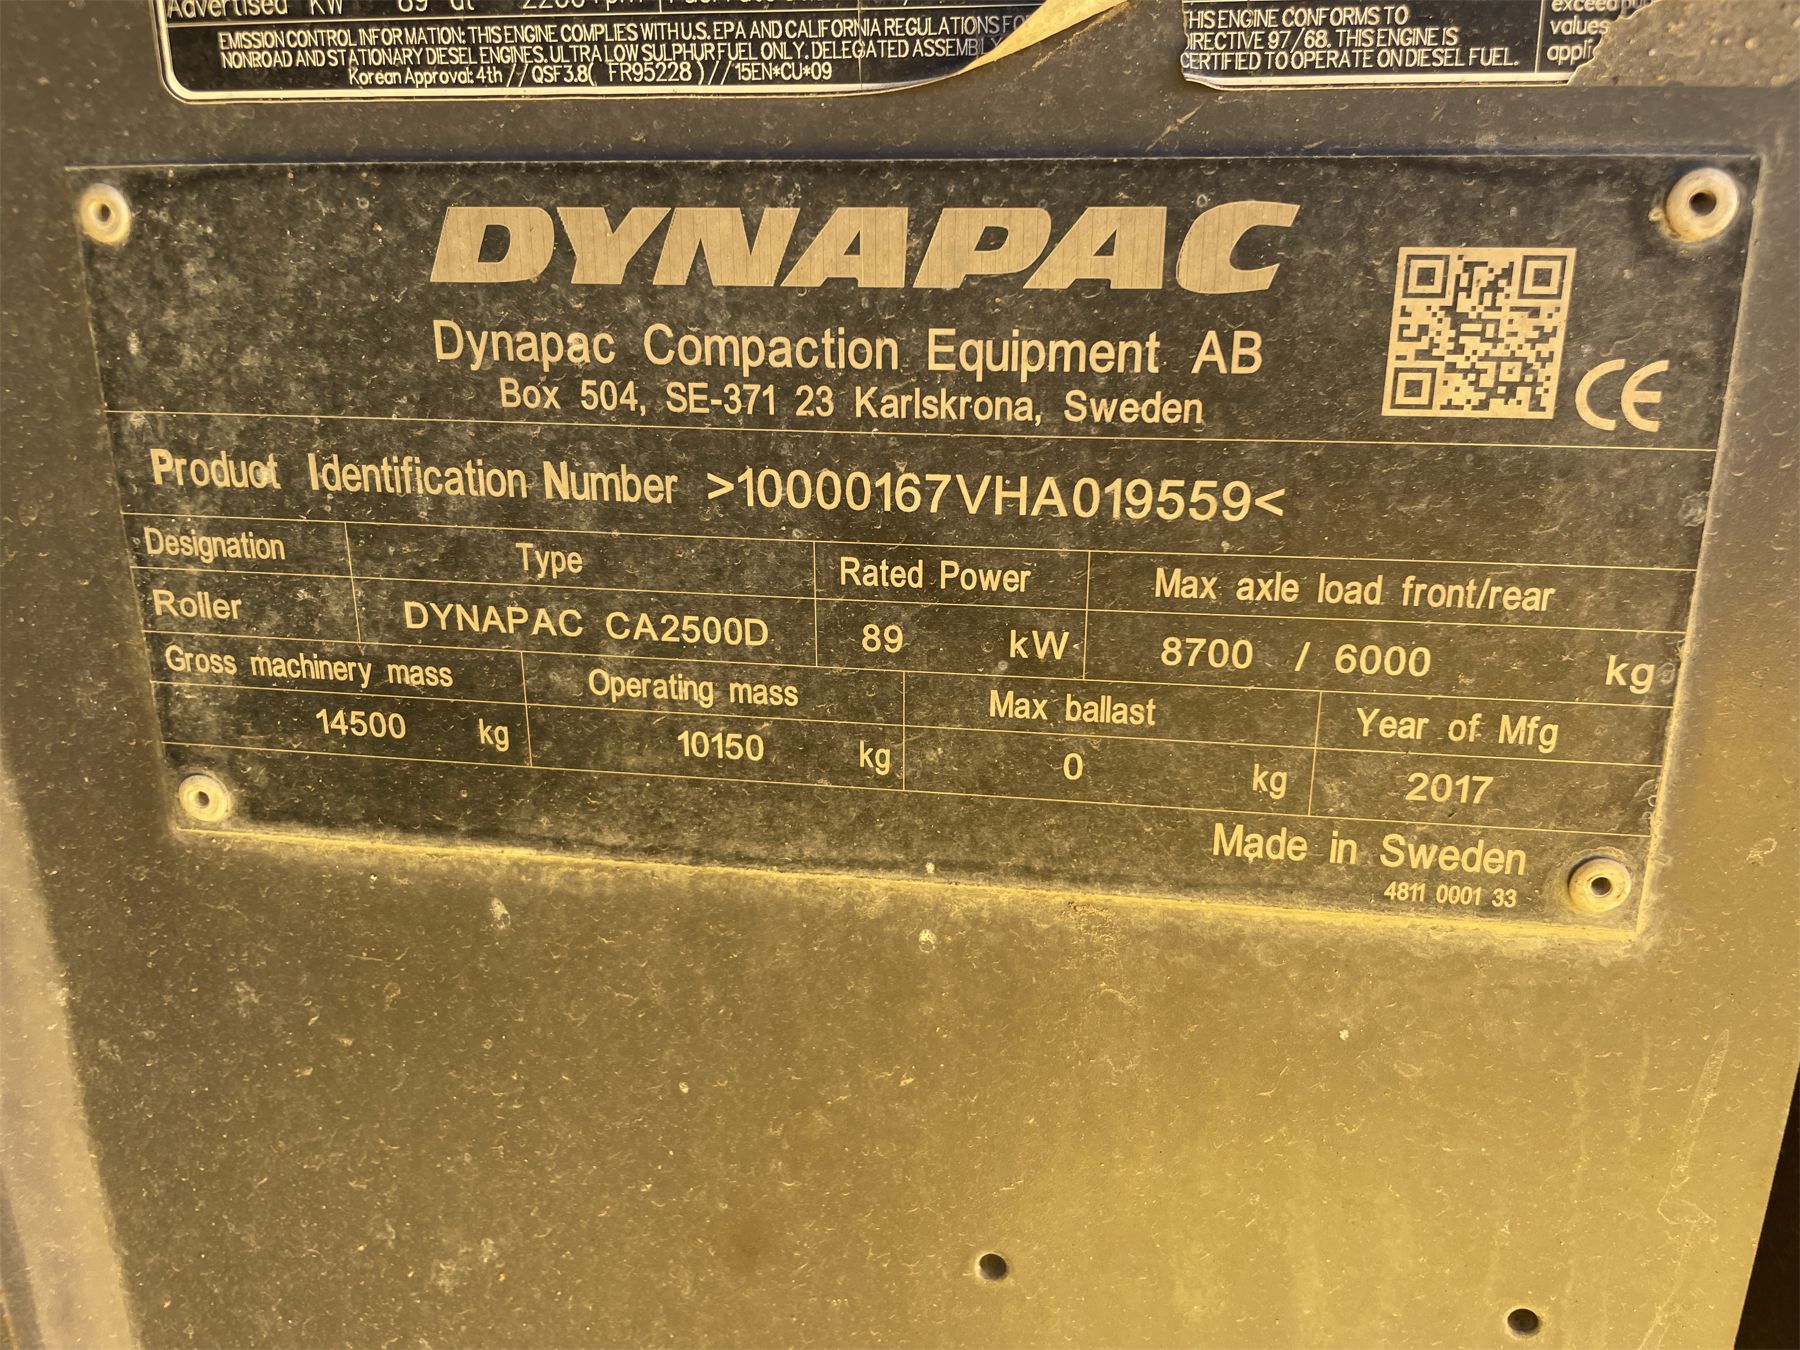 Advertised kW 89 at
EMISSION CONTROL INFORMATION: THIS ENGINE COMPLIES WITH U.S. EPA AND CALIFORNIA REGULATIONS
NONROAD AND STATIONARY DIESEL ENGINES. ULTRA LOW SULPHUR FUEL ONLY. DELEGATED ASSEMBLY
Korean Approval: 4th // QSF3.8( FR95228 )//15EN*CU*09
THIS ENGINE CONFORMS TO
DIRECTIVE 97/68. THIS ENGINE IS
CERTIFIED TO OPERATE ON DIESEL FUEL.
values
DYNAPAC
Dynapac Compaction Equipment AB
Box 504, SE-371 23 Karlskrona, Sweden
CE
Product Identification Number >10000167VHA019559<
Designation Type Rated Power Max axle load front/rear
Roller DYNAPAC CA2500D 89 kW 8700 / 6000 kg
Gross machinery mass Operating mass Max ballast Year of Mfg
14500 kg 10150 kg 0 kg 2017
Made in Sweden
4811 0001 33